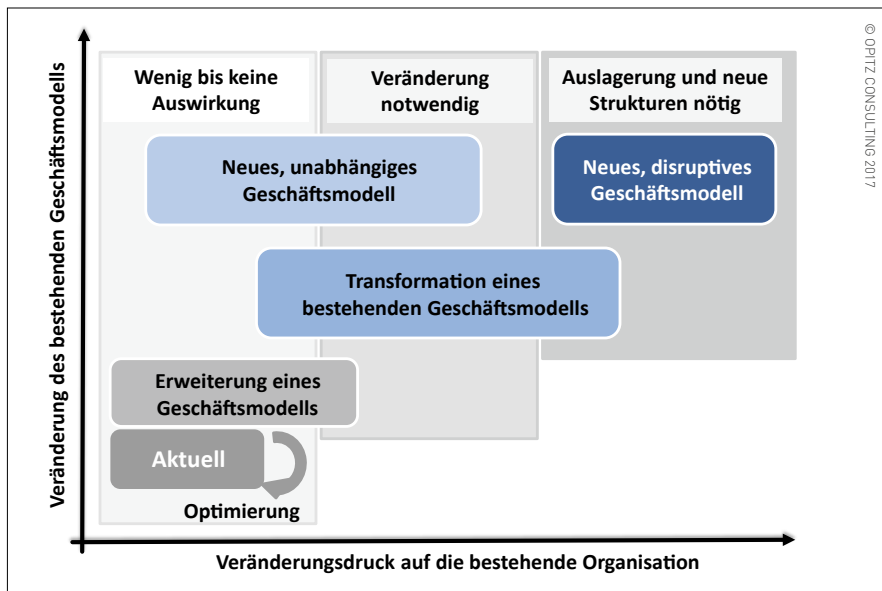 Wenig bis keine
Auswirkung
Veränderung
notwendig
Auslagerung und neue
Strukturen nötig
Neues, unabhängiges
Geschäftsmodell
Neues, disruptives
Geschäftsmodell
Transformation eines
bestehenden Geschäftsmodells
Erweiterung eines
Geschäftsmodells
Aktuell
Optimierung
Veränderung des bestehenden Geschäftsmodells
Veränderungsdruck auf die bestehende Organisation
© OPITZ CONSULTING 2017